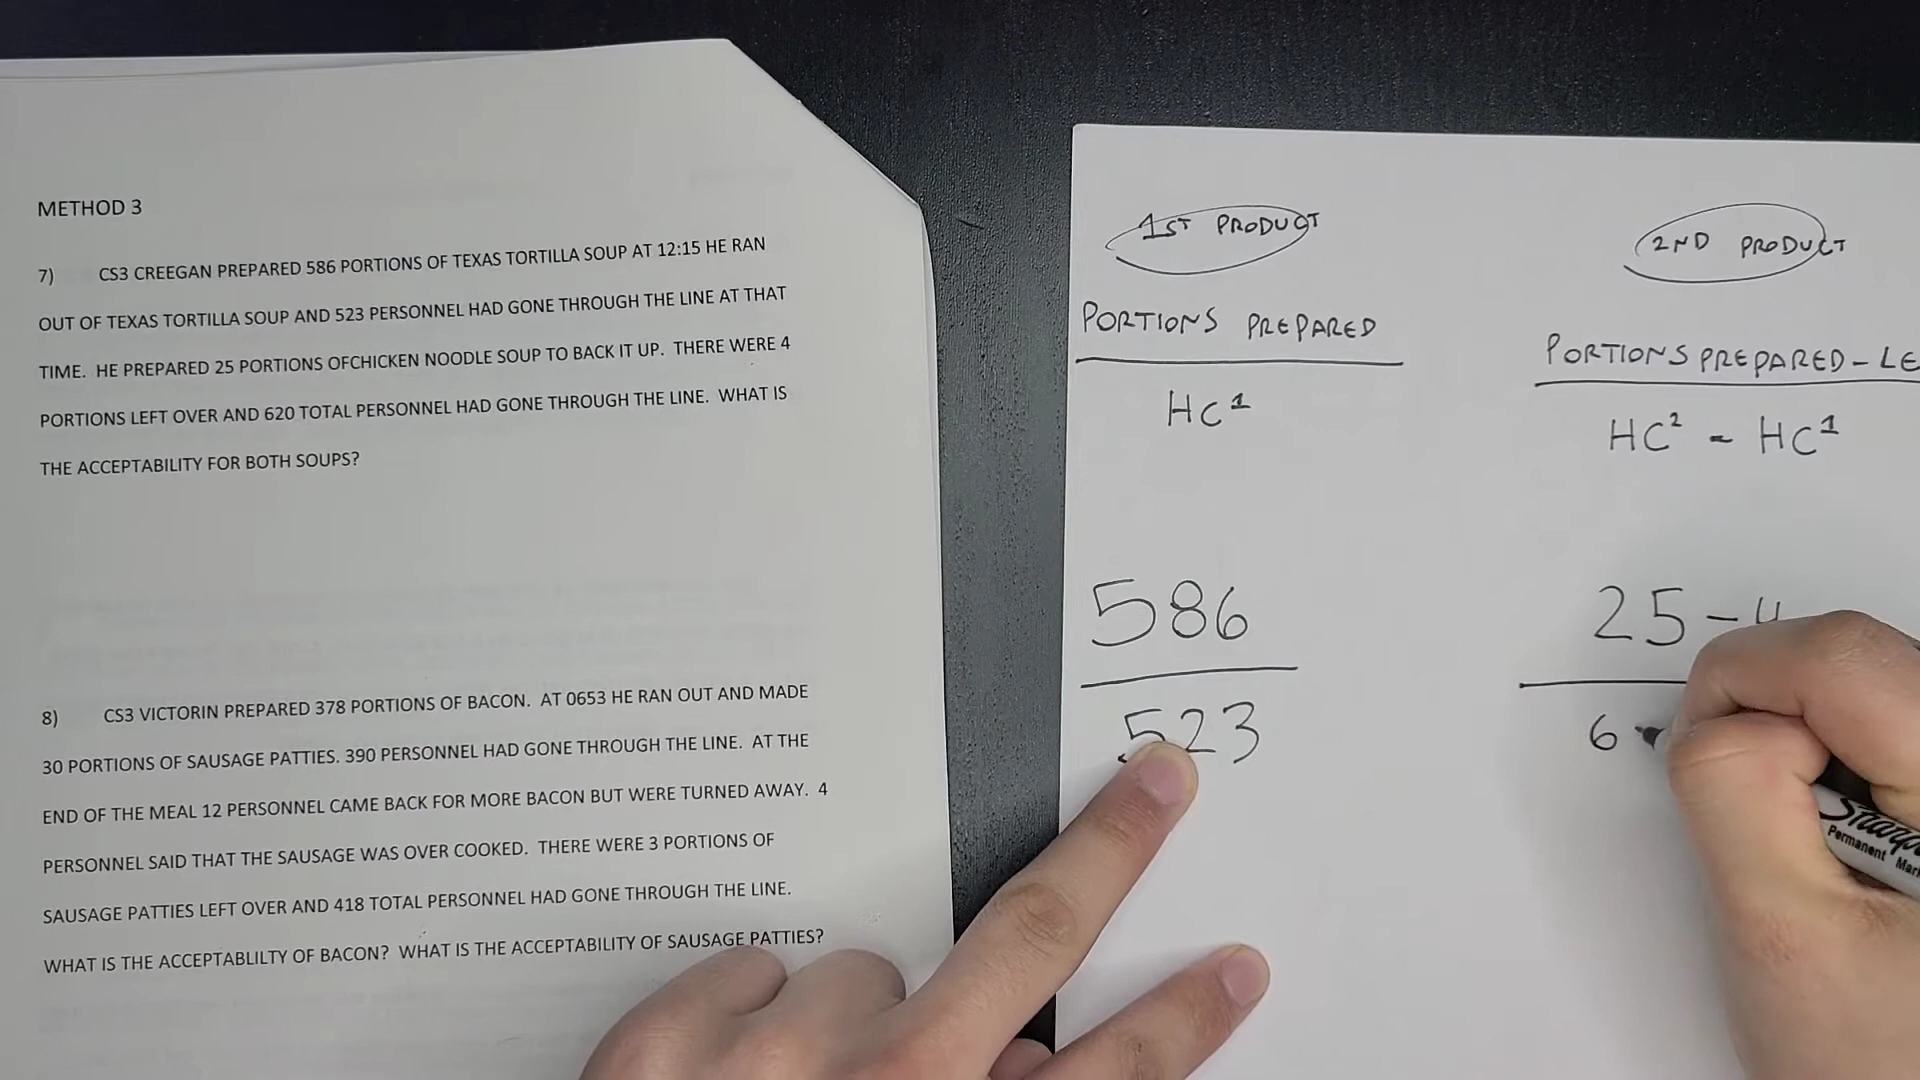 METHOD 3
7) CS3 CREEGAN PREPARED 586 PORTIONS OF TEXAS TORTILLA SOUP AT 12:15 HE RAN
OUT OF TEXAS TORTILLA SOUP AND 523 PERSONNEL HAD GONE THROUGH THE LINE AT THAT
TIME. HE PREPARED 25 PORTIONS OFCHICKEN NOODLE SOUP TO BACK IT UP. THERE WERE 4
PORTIONS LEFT OVER AND 620 TOTAL PERSONNEL HAD GONE THROUGH THE LINE. WHAT IS
THE ACCEPTABILITY FOR BOTH SOUPS?
8) CS3 VICTORIN PREPARED 378 PORTIONS OF BACON. AT 0653 HE RAN OUT AND MADE
30 PORTIONS OF SAUSAGE PATTIES. 390 PERSONNEL HAD GONE THROUGH THE LINE. AT THE
END OF THE MEAL 12 PERSONNEL CAME BACK FOR MORE BACON BUT WERE TURNED AWAY. 4
PERSONNEL SAID THAT THE SAUSAGE WAS OVER COOKED. THERE WERE 3 PORTIONS OF
SAUSAGE PATTIES LEFT OVER AND 418 TOTAL PERSONNEL HAD GONE THROUGH THE LINE.
WHAT IS THE ACCEPTABLILTY OF BACON? WHAT IS THE ACCEPTABILITY OF SAUSAGE PATTIES?
1ST PRODUCT
PORTIONS PREPARED
HC¹
586
523
2ND PRODUCT
PORTIONS PREPARED - LE
HC² - HC¹
25 - 4
6
Sharp
Permanent Mar